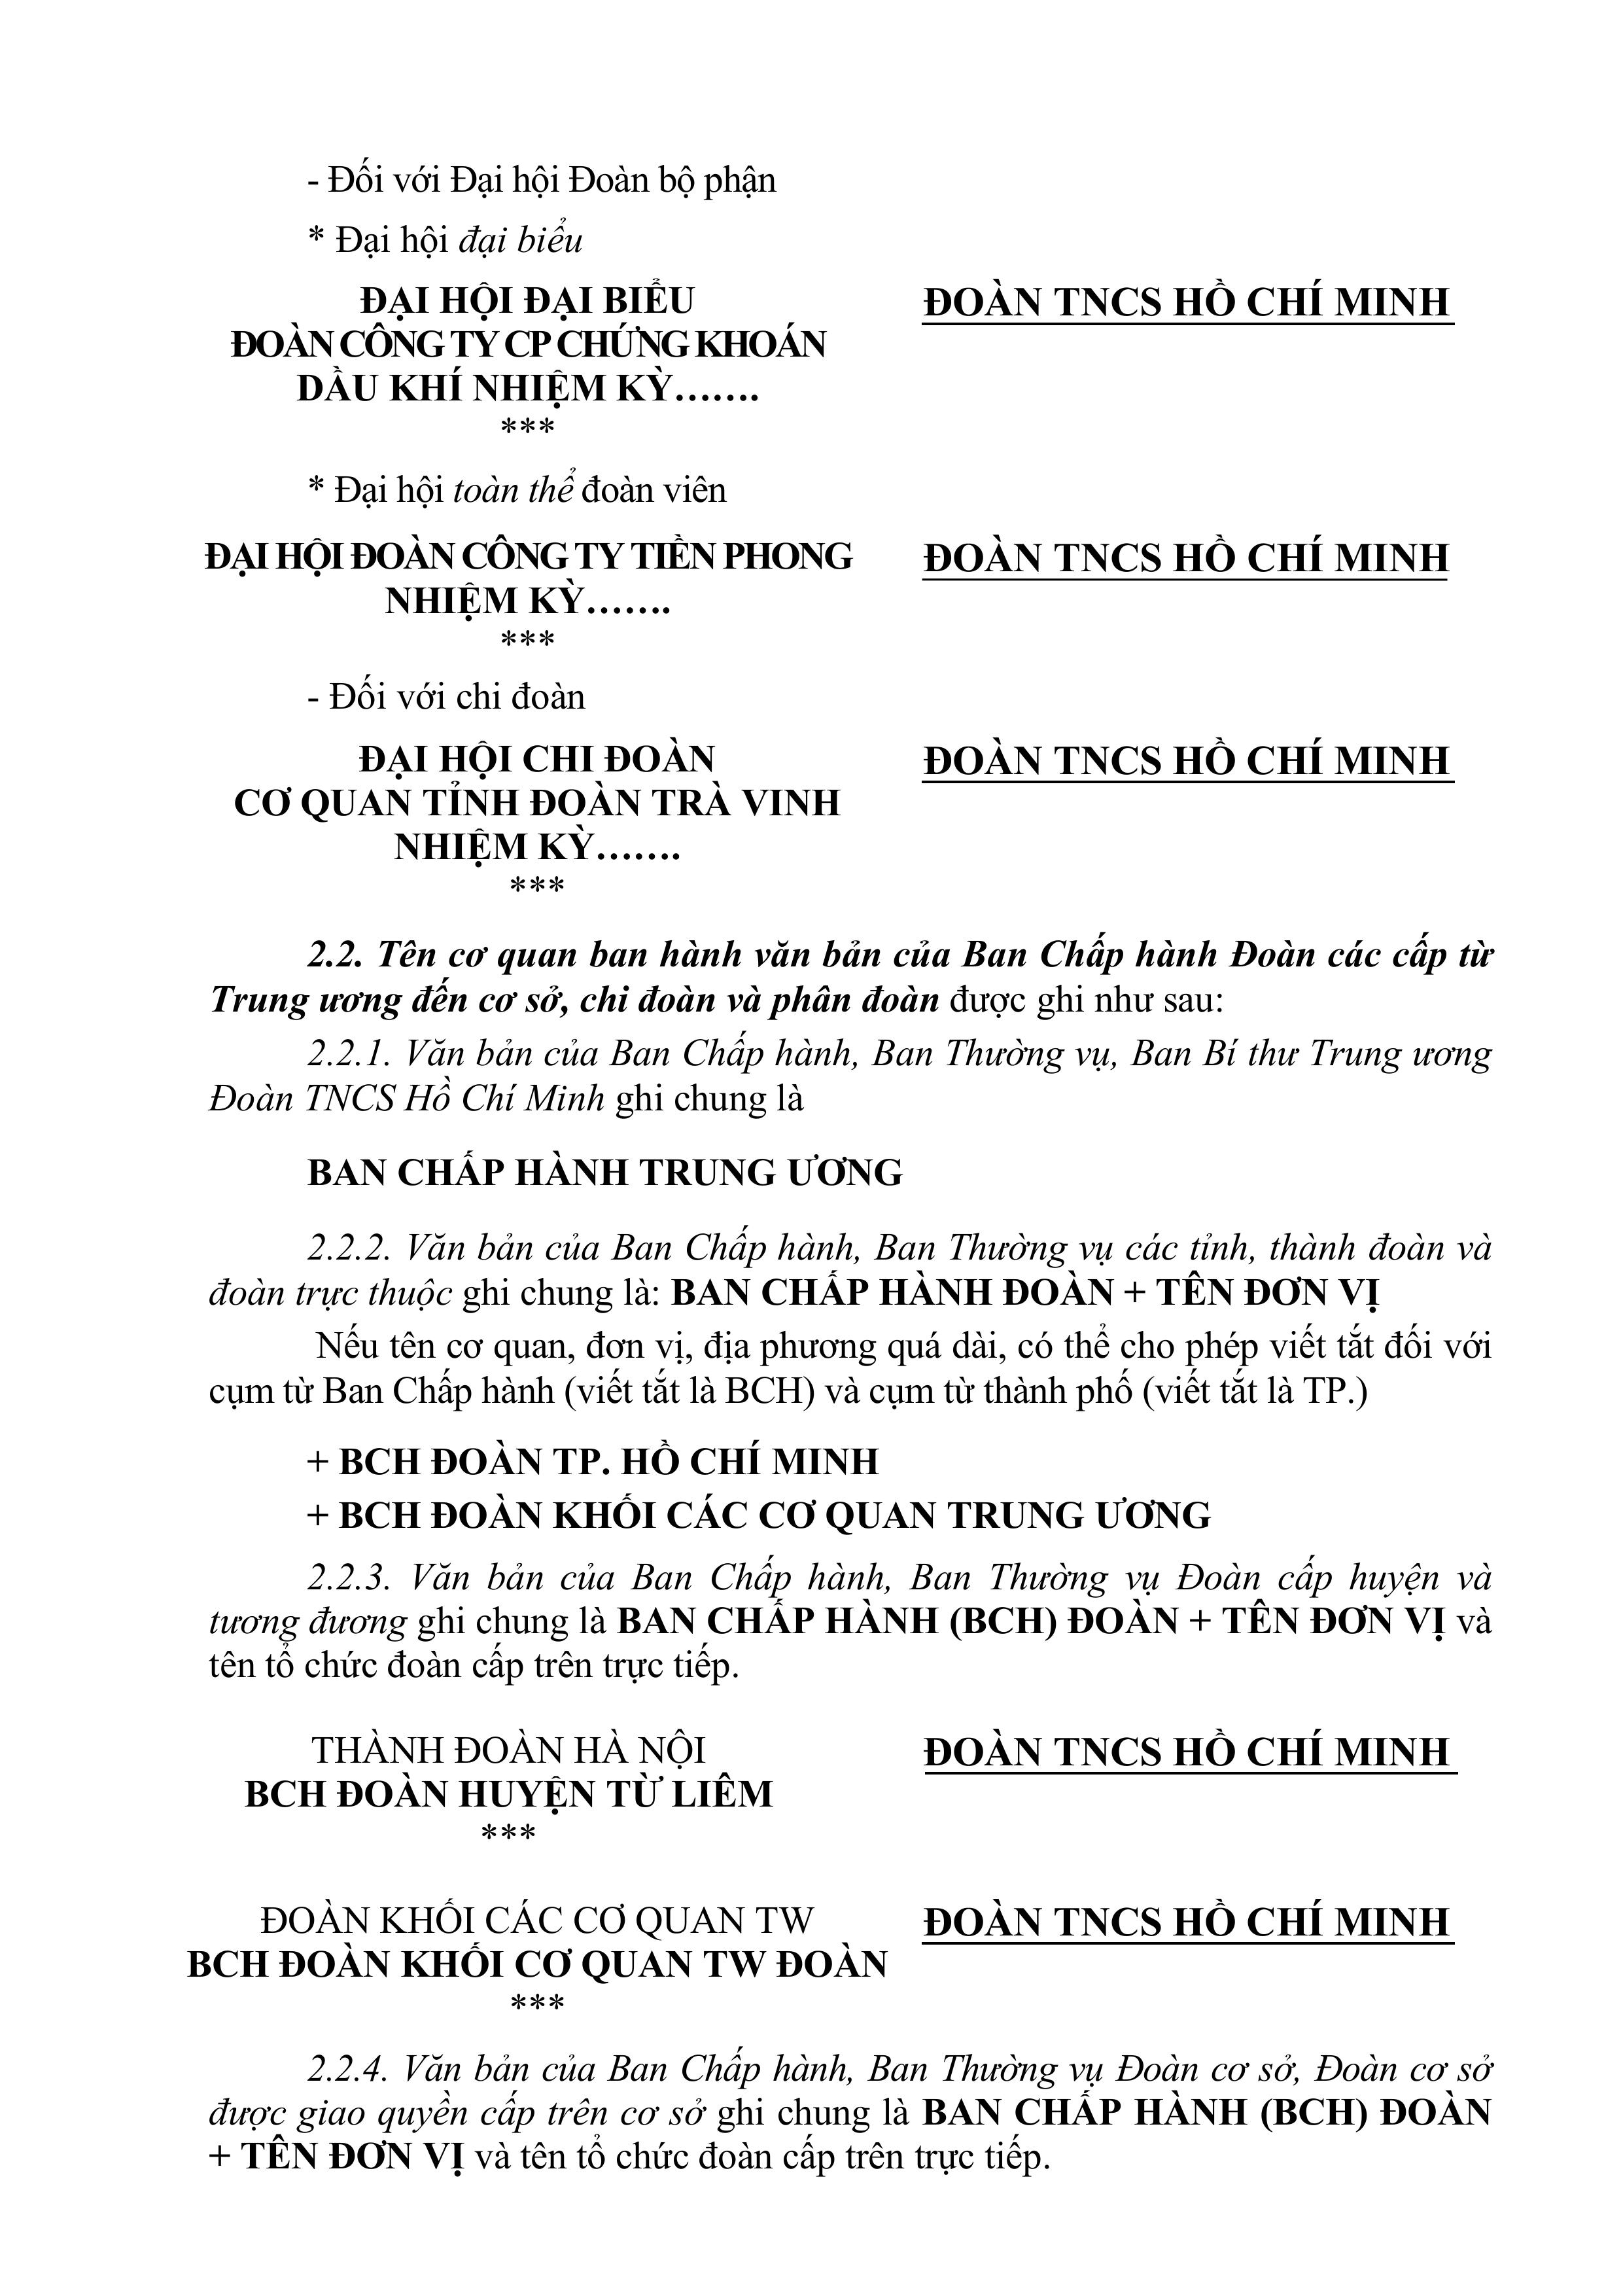 - Đối với Đại hội Đoàn bộ phận
* Đại hội đại biểu
ĐẠI HỘI ĐẠI BIỂU
ĐOÀN CÔNG TY CP CHỨNG KHOÁN
DẦU KHÍ NHIỆM KỲ…….
***
ĐOÀN TNCS HỒ CHÍ MINH
* Đại hội toàn thể đoàn viên
ĐẠI HỘI ĐOÀN CÔNG TY TIỀN PHONG
NHIỆM KỲ…….
***
ĐOÀN TNCS HỒ CHÍ MINH
- Đối với chi đoàn
ĐẠI HỘI CHI ĐOÀN
CƠ QUAN TỈNH ĐOÀN TRÀ VINH
NHIỆM KỲ…….
***
ĐOÀN TNCS HỒ CHÍ MINH
2.2. Tên cơ quan ban hành văn bản của Ban Chấp hành Đoàn các cấp từ
Trung ương đến cơ sở, chi đoàn và phân đoàn được ghi như sau:
2.2.1. Văn bản của Ban Chấp hành, Ban Thường vụ, Ban Bí thư Trung ương
Đoàn TNCS Hồ Chí Minh ghi chung là
BAN CHẤP HÀNH TRUNG ƯƠNG
2.2.2. Văn bản của Ban Chấp hành, Ban Thường vụ các tỉnh, thành đoàn và
đoàn trực thuộc ghi chung là: BAN CHẤP HÀNH ĐOÀN + TÊN ĐƠN VỊ
Nếu tên cơ quan, đơn vị, địa phương quá dài, có thể cho phép viết tắt đối với
cụm từ Ban Chấp hành (viết tắt là BCH) và cụm từ thành phố (viết tắt là TP.)
+ BCH ĐOÀN TP. HỒ CHÍ MINH
+ BCH ĐOÀN KHỐI CÁC CƠ QUAN TRUNG ƯƠNG
2.2.3. Văn bản của Ban Chấp hành, Ban Thường vụ Đoàn cấp huyện và
tương đương ghi chung là BAN CHẤP HÀNH (BCH) ĐOÀN + TÊN ĐƠN VỊ và
tên tổ chức đoàn cấp trên trực tiếp.
THÀNH ĐOÀN HÀ NỘI
BCH ĐOÀN HUYỆN TỪ LIÊM
***
ĐOÀN TNCS HỒ CHÍ MINH
ĐOÀN KHỐI CÁC CƠ QUAN TW
BCH ĐOÀN KHỐI CƠ QUAN TW ĐOÀN
***
ĐOÀN TNCS HỒ CHÍ MINH
2.2.4. Văn bản của Ban Chấp hành, Ban Thường vụ Đoàn cơ sở, Đoàn cơ sở
được giao quyền cấp trên cơ sở ghi chung là BAN CHẤP HÀNH (BCH) ĐOÀN
+ TÊN ĐƠN VỊ và tên tổ chức đoàn cấp trên trực tiếp.